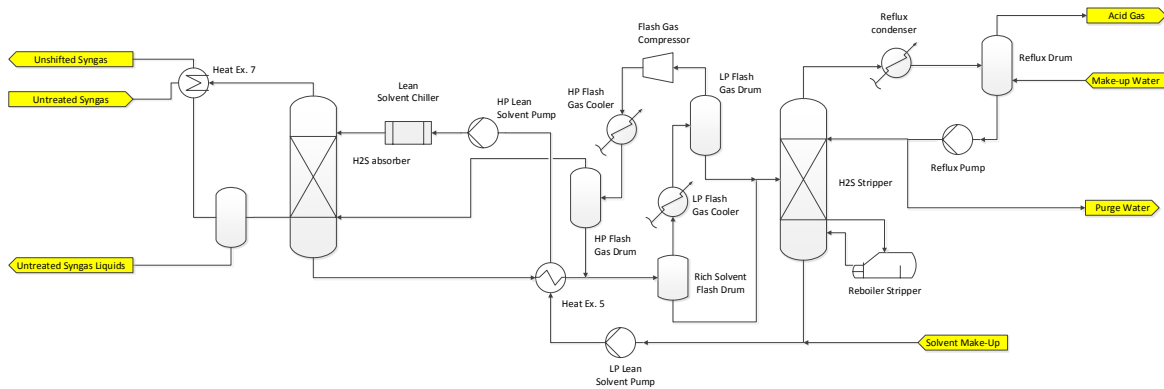 Acid Gas
Reflux
condenser
Flash Gas
Compressor
Unshifted Syngas
Reflux Drum
LP Flash
Gas Drum
Heat Ex. 7
Make-up Water
HP Flash
Gas Cooler
Lean
Solvent Chiller
HP Lean
Solvent Pump
Untreated Syngas
H2S absorber
Reflux Pump
H2S Stripper
LP Flash
Gas Cooler
Purge Water
HP Flash
Gas Drum
Untreated Syngas Liquids
Rich Solvent
Flash Drum
Reboiler Stripper
Heat Ex. 5
Solvent Make-Up
LP Lean
Solvent Pump